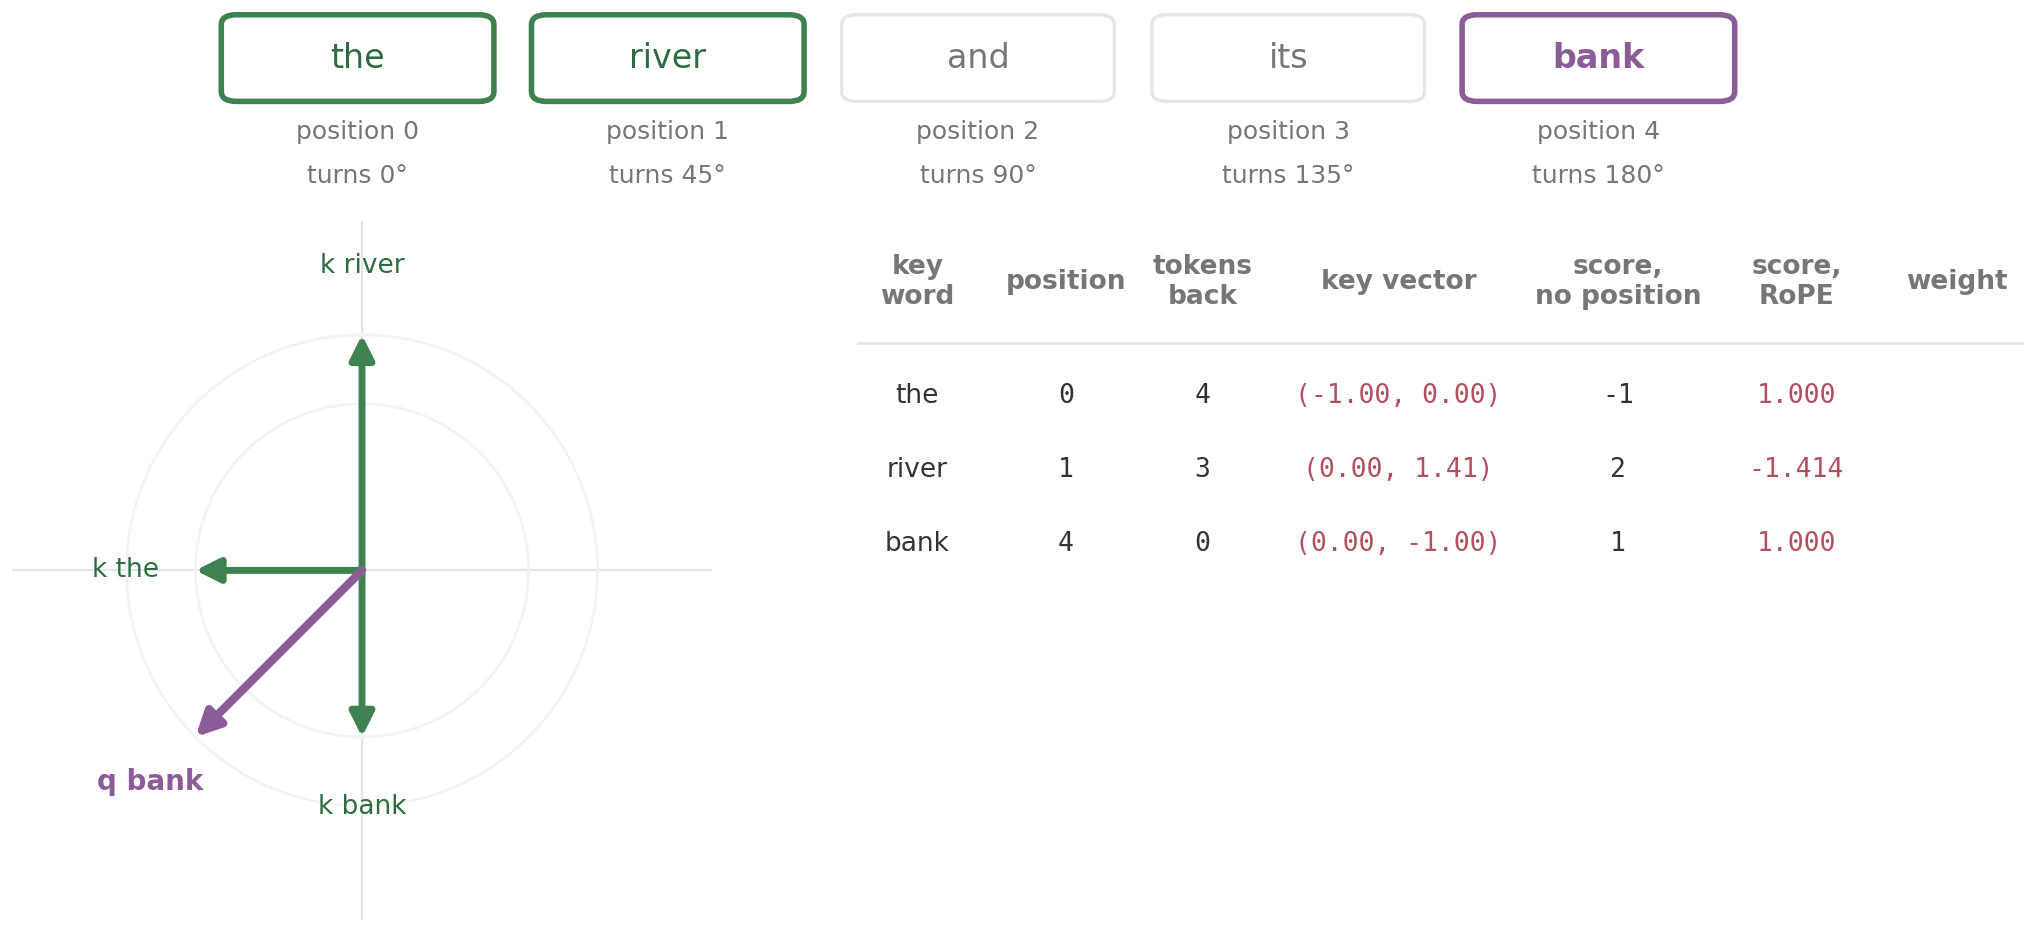 the river and its bank
position 0 position 1 position 2 position 3 position 4
turns 0° turns 45° turns 90° turns 135° turns 180°
k river
k the
q bank
k bank
key word position tokens back key vector score, no position score, RoPE weight
the 0 4 (-1.00, 0.00) -1 1.000
river 1 3 (0.00, 1.41) 2 -1.414
bank 4 0 (0.00, -1.00) 1 1.000